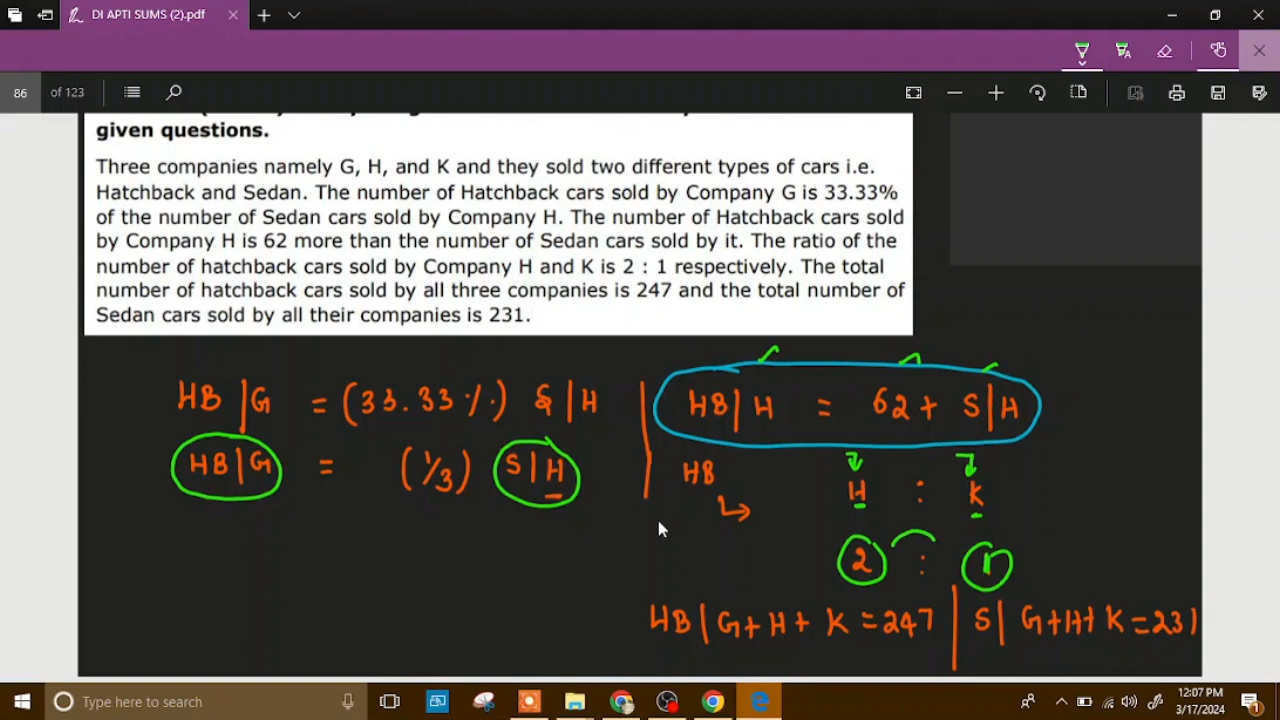 DI APTI SUMS (2).pdf
86 of 123
given questions.
Three companies namely G, H, and K and they sold two different types of cars i.e.
Hatchback and Sedan. The number of Hatchback cars sold by Company G is 33.33%
of the number of Sedan cars sold by Company H. The number of Hatchback cars sold
by Company H is 62 more than the number of Sedan cars sold by it. The ratio of the
number of hatchback cars sold by Company H and K is 2 : 1 respectively. The total
number of hatchback cars sold by all three companies is 247 and the total number of
Sedan cars sold by all their companies is 231.
HB | G = (33.33%) S | H
HB | H = 62 + S | H
HB | G = (1/3) S | H
HB
H : K
2 : 1
HB | G + H + K = 247 | S | G + H + K = 231
Type here to search
12:07 PM
3/17/2024